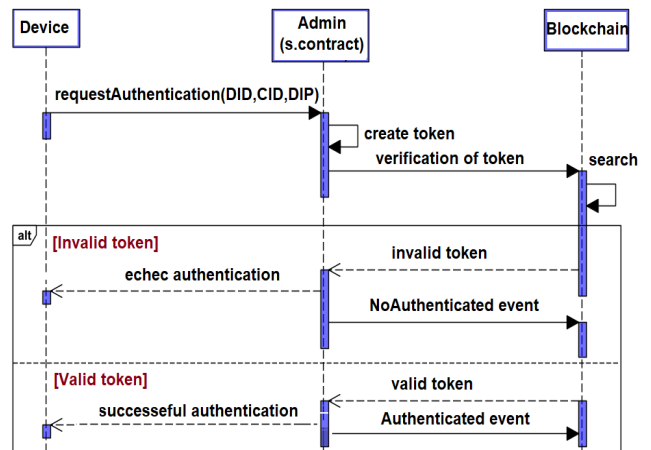 Device
Admin
(s.contract)
Blockchain
requestAuthentication(DID,CID,DIP)
create token
verification of token
search
alt
[Invalid token]
invalid token
echec authentication
NoAuthenticated event
[Valid token]
valid token
successeful authentication
Authenticated event